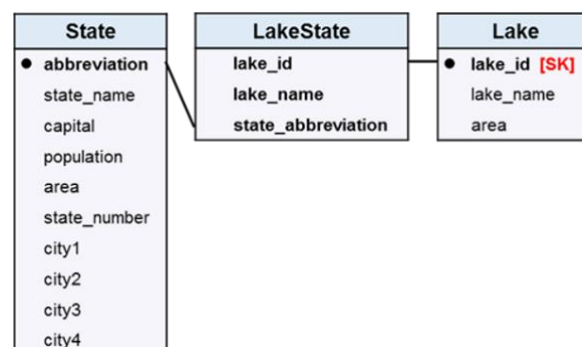 State
abbreviation
state_name
capital
population
area
state_number
city1
city2
city3
city4
LakeState
lake_id
lake_name
state_abbreviation
Lake
lake_id [SK]
lake_name
area